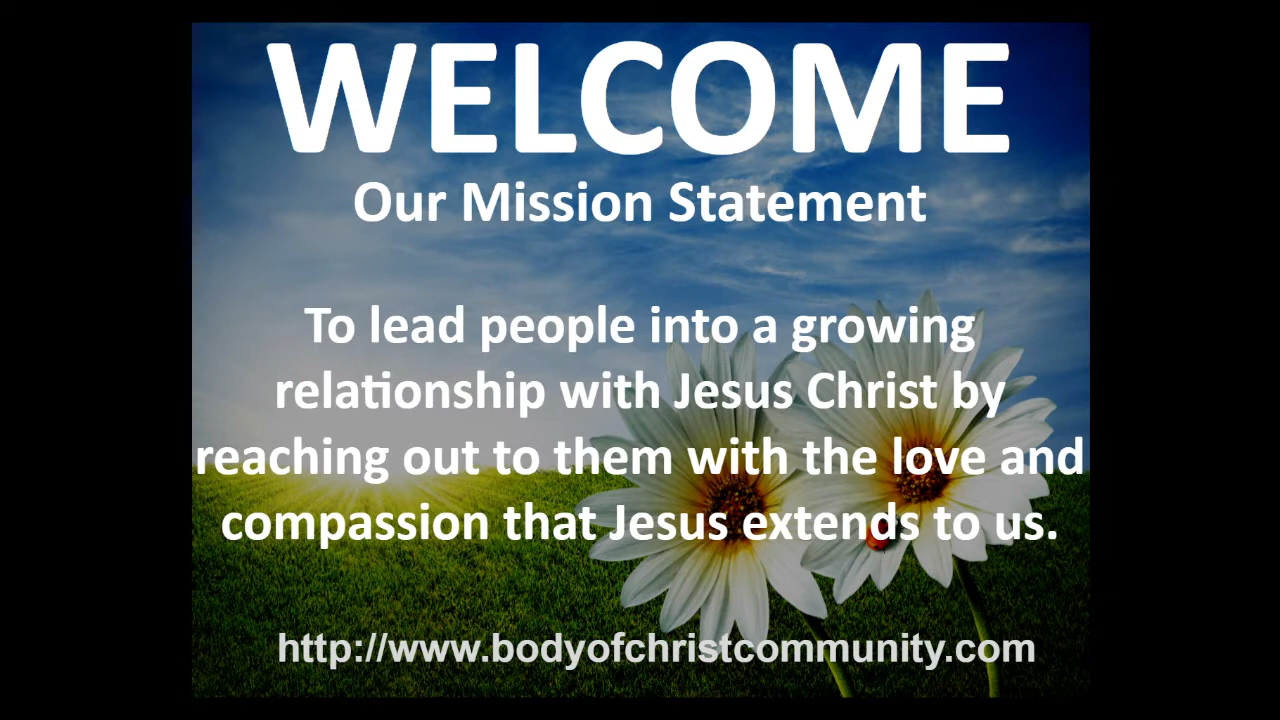 WELCOME
Our Mission Statement
To lead people into a growing
relationship with Jesus Christ by
reaching out to them with the love and
compassion that Jesus extends to us.
http://www.bodyofchristcommunity.com